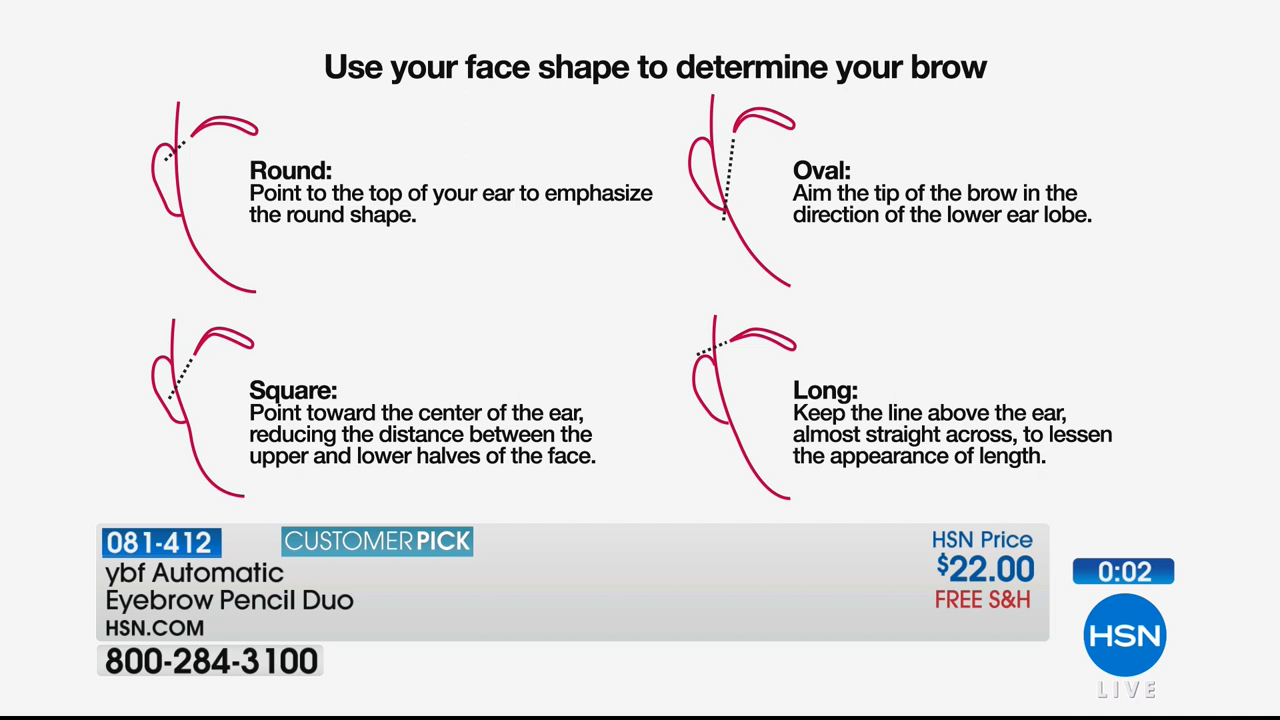 Use your face shape to determine your brow
Round:
Point to the top of your ear to emphasize
the round shape.
Oval:
Aim the tip of the brow in the
direction of the lower ear lobe.
Square:
Point toward the center of the ear,
reducing the distance between the
upper and lower halves of the face.
Long:
Keep the line above the ear,
almost straight across, to lessen
the appearance of length.
081-412
CUSTOMERPICK
ybf Automatic
Eyebrow Pencil Duo
HSN.COM
800-284-3100
HSN Price
$22.00
FREE S&H
0:02
HSN
LIVE